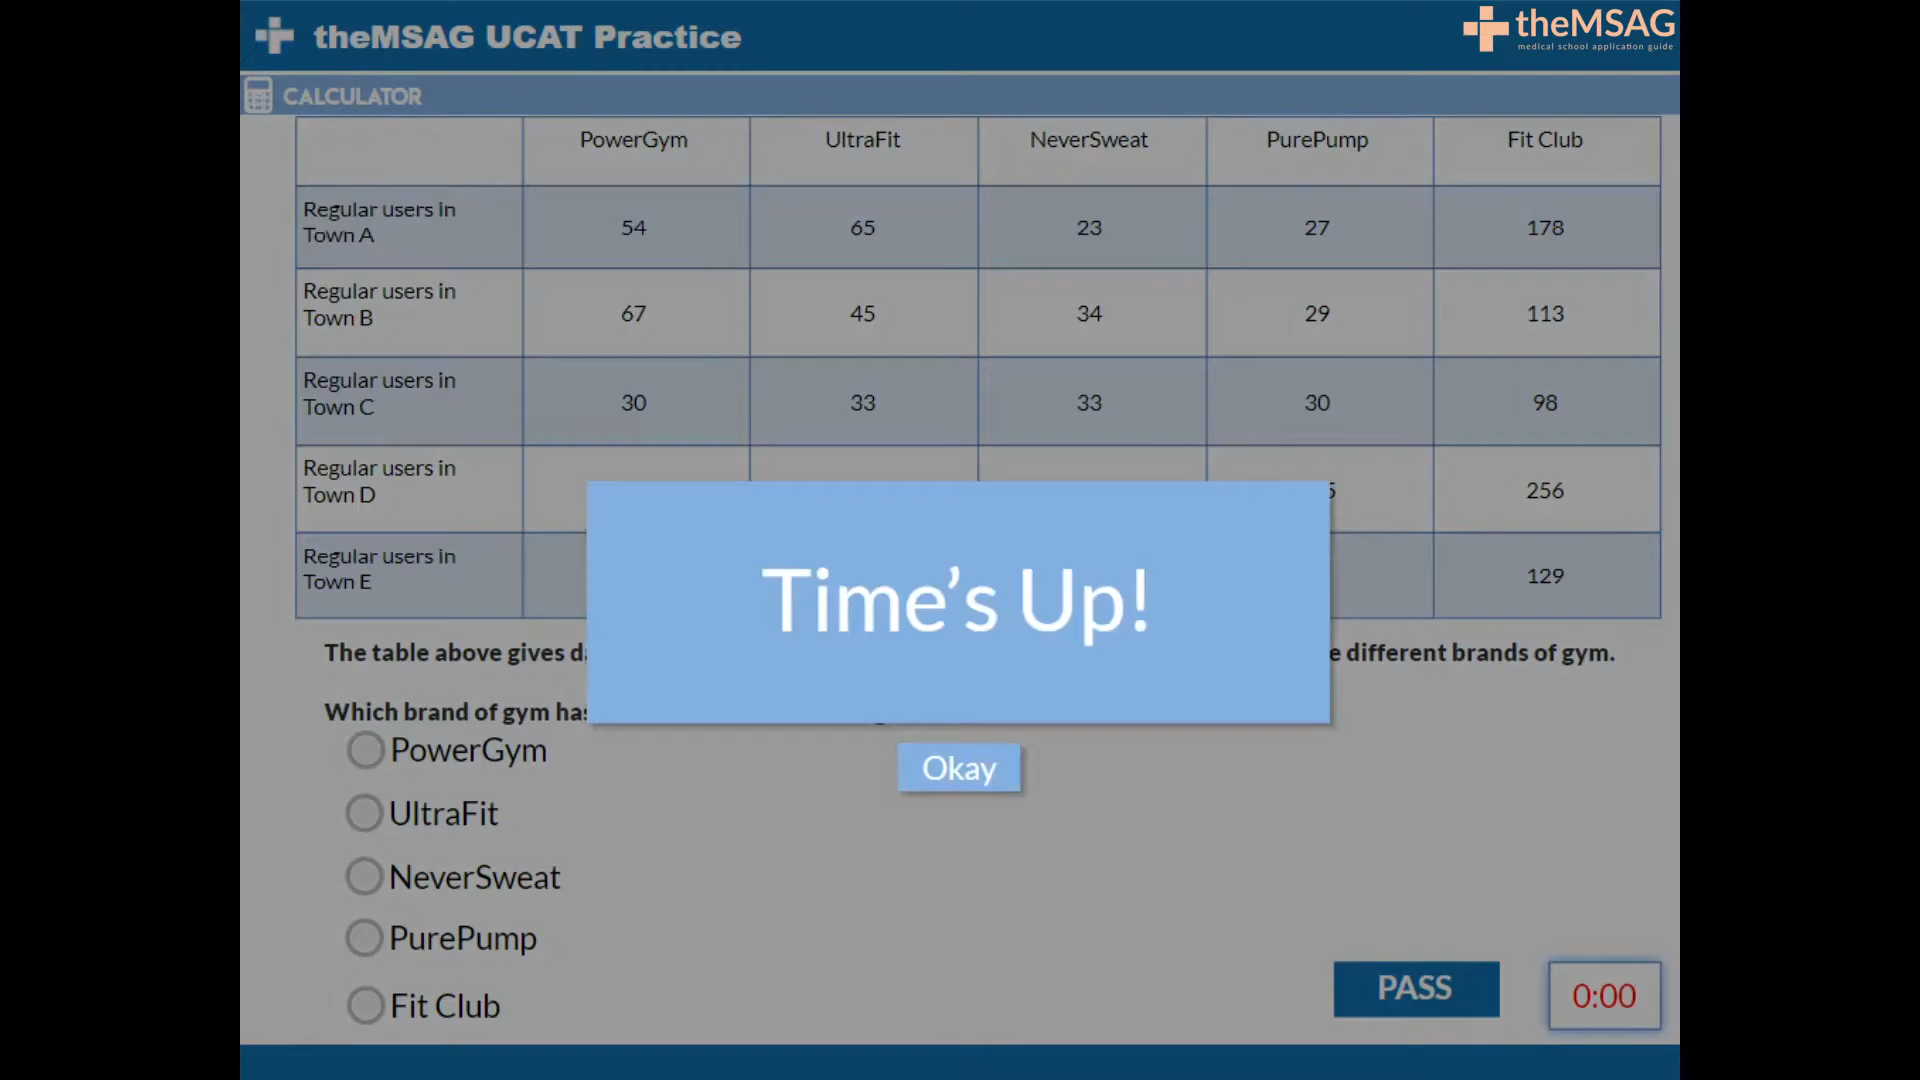 theMSAG UCAT Practice
theMSAG
medical school application guide
CALCULATOR
PowerGym UltraFit NeverSweat PurePump Fit Club
Regular users in
Town A
54 65 23 27 178
Regular users in
Town B
67 45 34 29 113
Regular users in
Town C
30 33 33 30 98
Regular users in
Town D
256
Regular users in
Town E
129
Time's Up!
The table above gives e different brands of gym.
Which brand of gym has
Okay
PowerGym
UltraFit
NeverSweat
PurePump
Fit Club
PASS
0:00